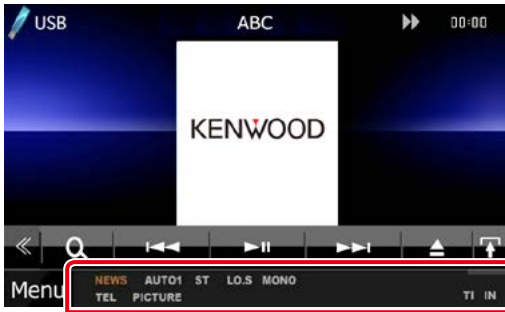 USB ABC 00:00
KENWOOD
Menu
NEWS AUTO1 ST LO.S MONO
TEL PICTURE TI IN